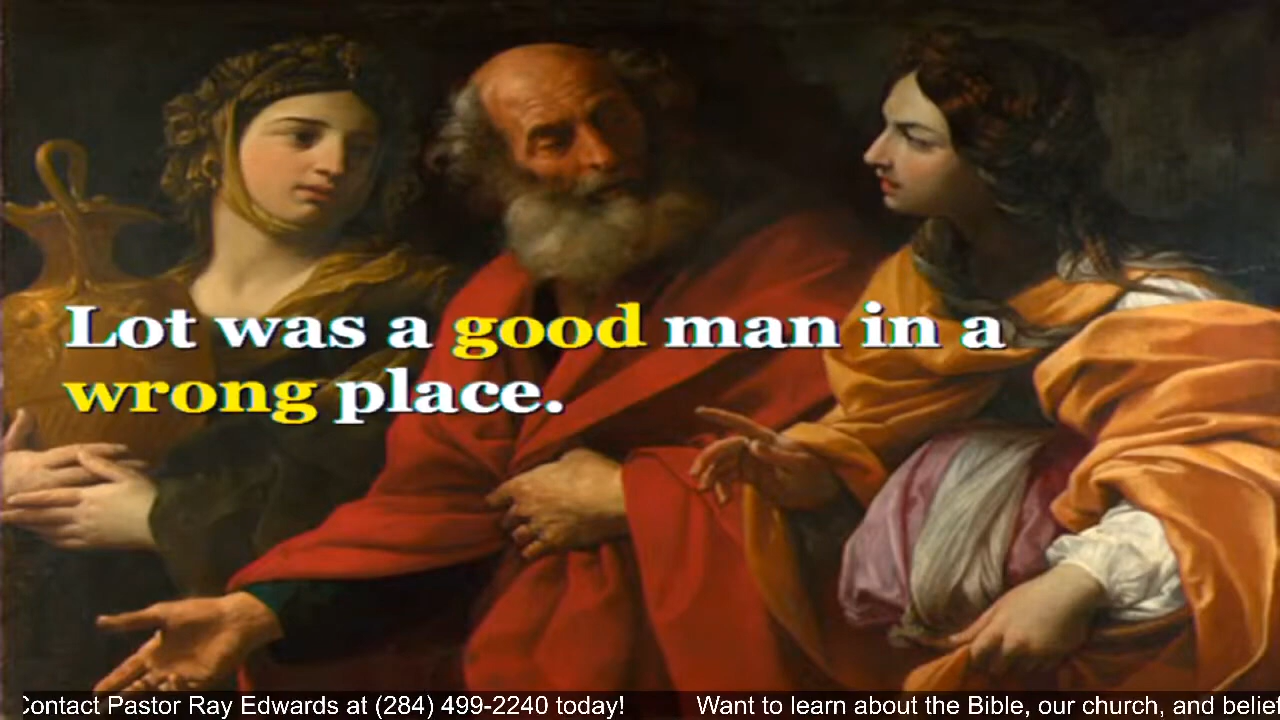 Lot was a good man in a
wrong place.
Contact Pastor Ray Edwards at (284) 499-2240 today! Want to learn about the Bible, our church, and